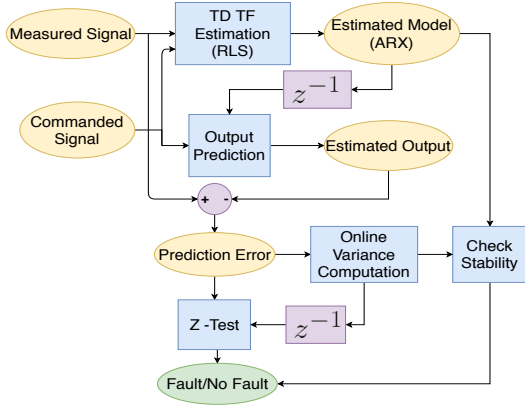 Measured Signal
TD TF
Estimation
(RLS)
Estimated Model
(ARX)
z⁻¹
Commanded
Signal
Output
Prediction
Estimated Output
+ -
Prediction Error
Online
Variance
Computation
Check
Stability
Z -Test
z⁻¹
Fault/No Fault